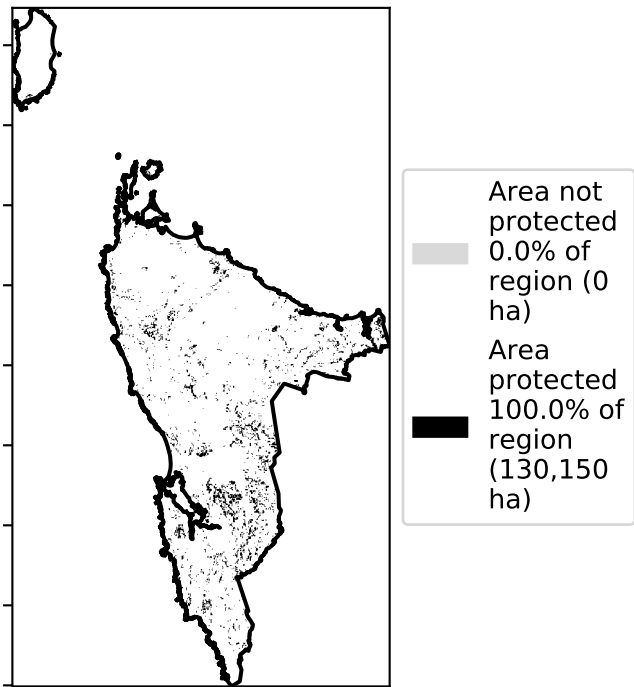 Area not
protected
0.0% of
region (0
ha)
Area
protected
100.0% of
region
(130,150
ha)